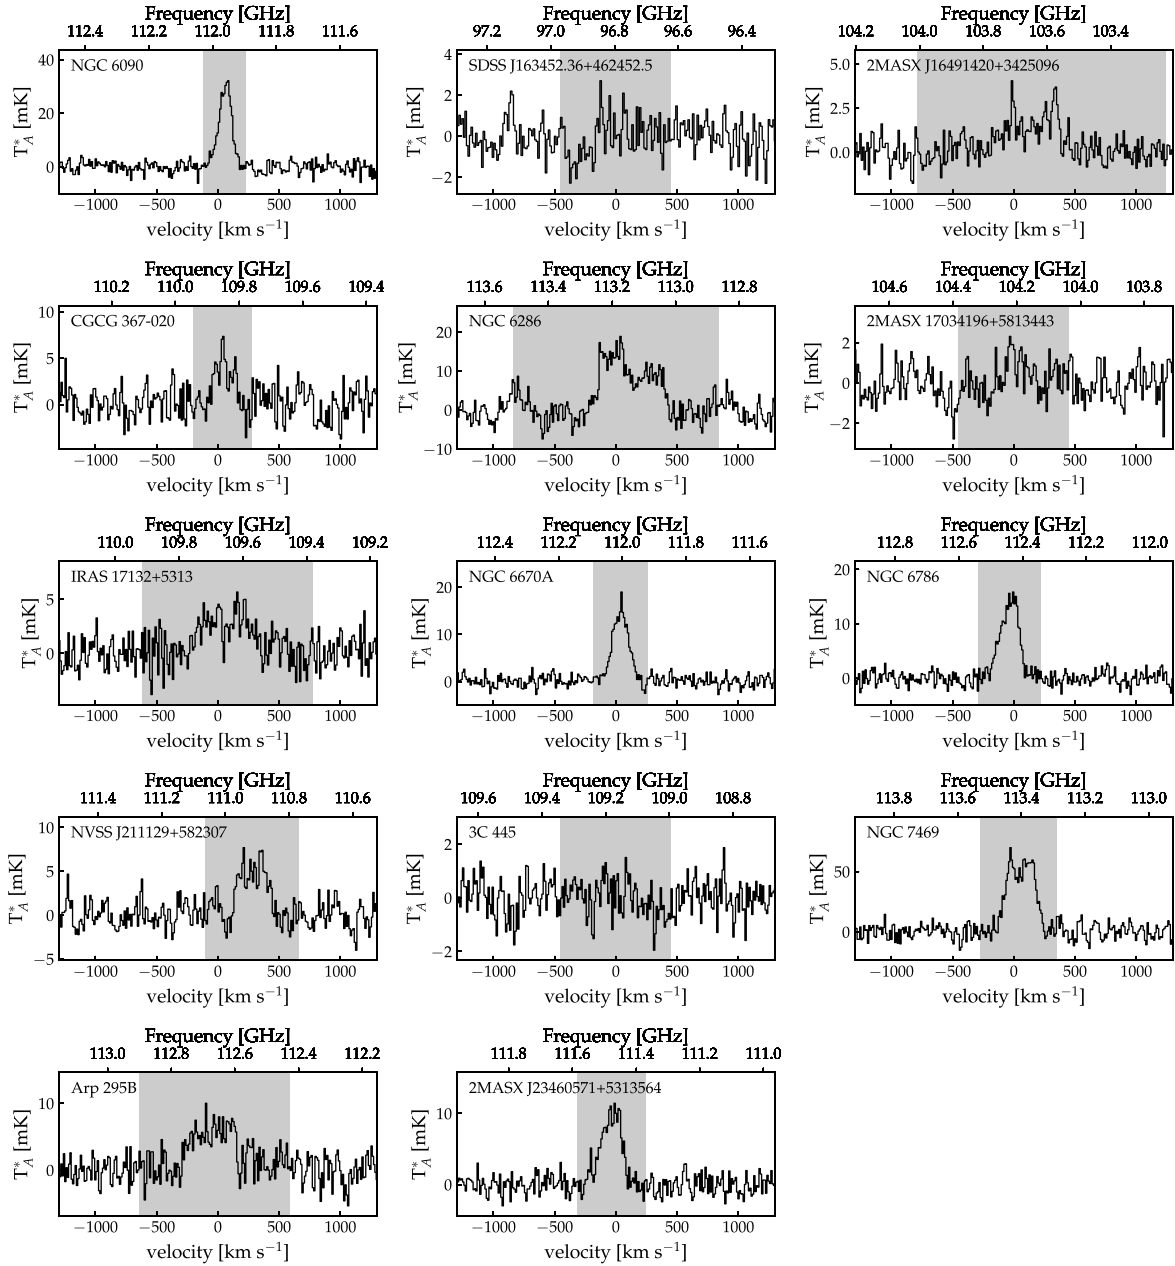 Frequency [GHz] Frequency [GHz] Frequency [GHz]
112.4 112.2 112.0 111.8 111.6 97.2 97.0 96.8 96.6 96.4 104.2 104.0 103.8 103.6 103.4
NGC 6090 SDSS J163452.36+462452.5 2MASX J16491420+3425096
T*A [mK] 40 20 0 T*A [mK] 4 2 0 −2 T*A [mK] 5.0 2.5 0.0
−1000 −500 0 500 1000 −1000 −500 0 500 1000 −1000 −500 0 500 1000
velocity [km s−1] velocity [km s−1] velocity [km s−1]
Frequency [GHz] Frequency [GHz] Frequency [GHz]
110.2 110.0 109.8 109.6 109.4 113.6 113.4 113.2 113.0 112.8 104.6 104.4 104.2 104.0 103.8
CGCG 367-020 NGC 6286 2MASX 17034196+5813443
T*A [mK] 10 5 0 T*A [mK] 20 10 0 −10 T*A [mK] 2 0 −2
−1000 −500 0 500 1000 −1000 −500 0 500 1000 −1000 −500 0 500 1000
velocity [km s−1] velocity [km s−1] velocity [km s−1]
Frequency [GHz] Frequency [GHz] Frequency [GHz]
110.0 109.8 109.6 109.4 109.2 112.4 112.2 112.0 111.8 111.6 112.8 112.6 112.4 112.2 112.0
IRAS 17132+5313 NGC 6670A NGC 6786
T*A [mK] 5 0 T*A [mK] 20 10 0 T*A [mK] 20 10 0
−1000 −500 0 500 1000 −1000 −500 0 500 1000 −1000 −500 0 500 1000
velocity [km s−1] velocity [km s−1] velocity [km s−1]
Frequency [GHz] Frequency [GHz] Frequency [GHz]
111.4 111.2 111.0 110.8 110.6 109.6 109.4 109.2 109.0 108.8 113.8 113.6 113.4 113.2 113.0
NVSS J211129+582307 3C 445 NGC 7469
T*A [mK] 10 5 0 −5 T*A [mK] 2 0 −2 T*A [mK] 50 0
−1000 −500 0 500 1000 −1000 −500 0 500 1000 −1000 −500 0 500 1000
velocity [km s−1] velocity [km s−1] velocity [km s−1]
Frequency [GHz] Frequency [GHz]
113.0 112.8 112.6 112.4 112.2 111.8 111.6 111.4 111.2 111.0
Arp 295B 2MASX J23460571+5313564
T*A [mK] 10 0 T*A [mK] 10 0
−1000 −500 0 500 1000 −1000 −500 0 500 1000
velocity [km s−1] velocity [km s−1]